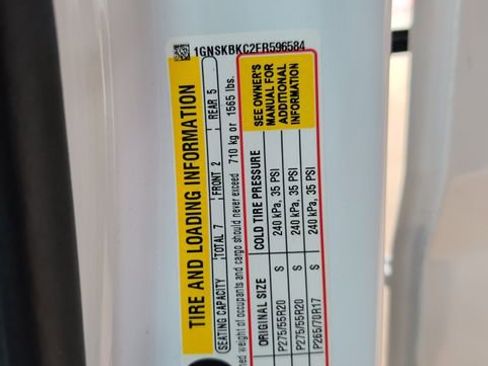 1GNSKBKC2FR596584
TIRE AND LOADING INFORMATION
SEATING CAPACITY TOTAL 7 FRONT 2 REAR 5
weight of occupants and cargo should never exceed 710 kg or 1565 lbs.
ORIGINAL SIZE COLD TIRE PRESSURE
SEE OWNER'S
MANUAL FOR
ADDITIONAL
INFORMATION
P275/55R20 S 240 kPa, 35 PSI
P275/55R20 S 240 kPa, 35 PSI
P265/70R17 S 240 kPa, 35 PSI